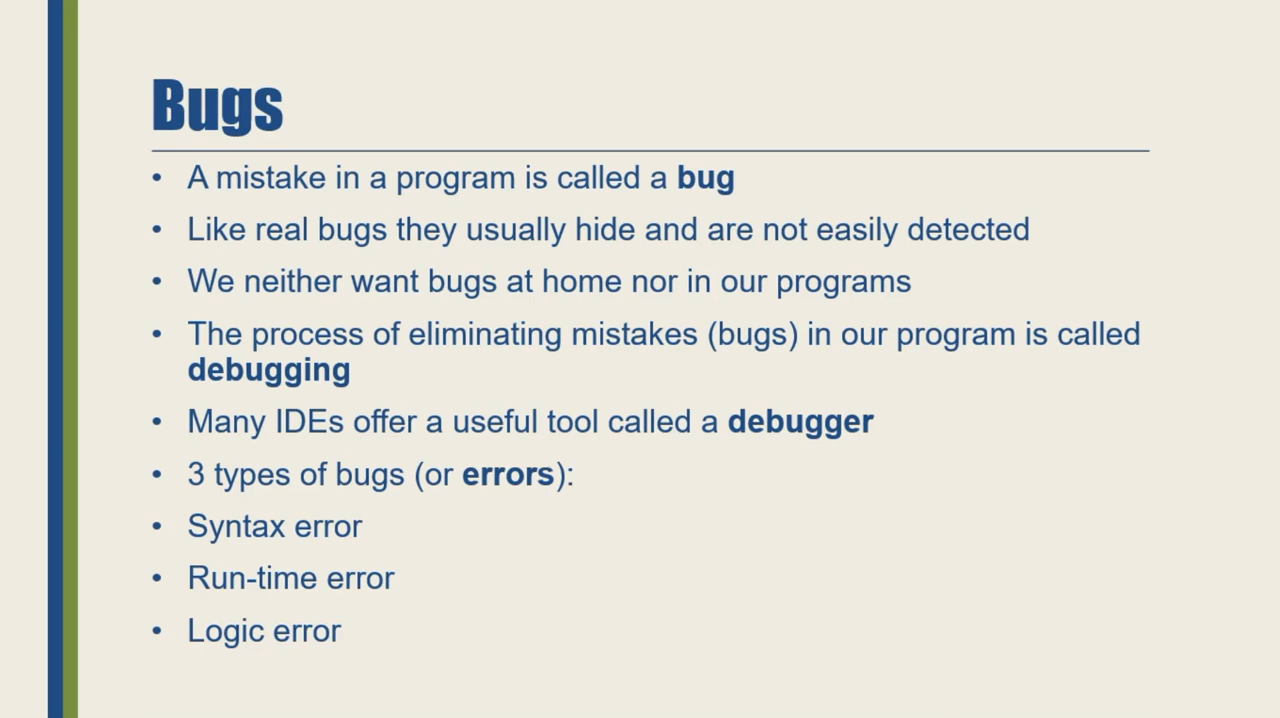 Bugs
• A mistake in a program is called a bug
• Like real bugs they usually hide and are not easily detected
• We neither want bugs at home nor in our programs
• The process of eliminating mistakes (bugs) in our program is called
debugging
• Many IDEs offer a useful tool called a debugger
• 3 types of bugs (or errors):
• Syntax error
• Run-time error
• Logic error